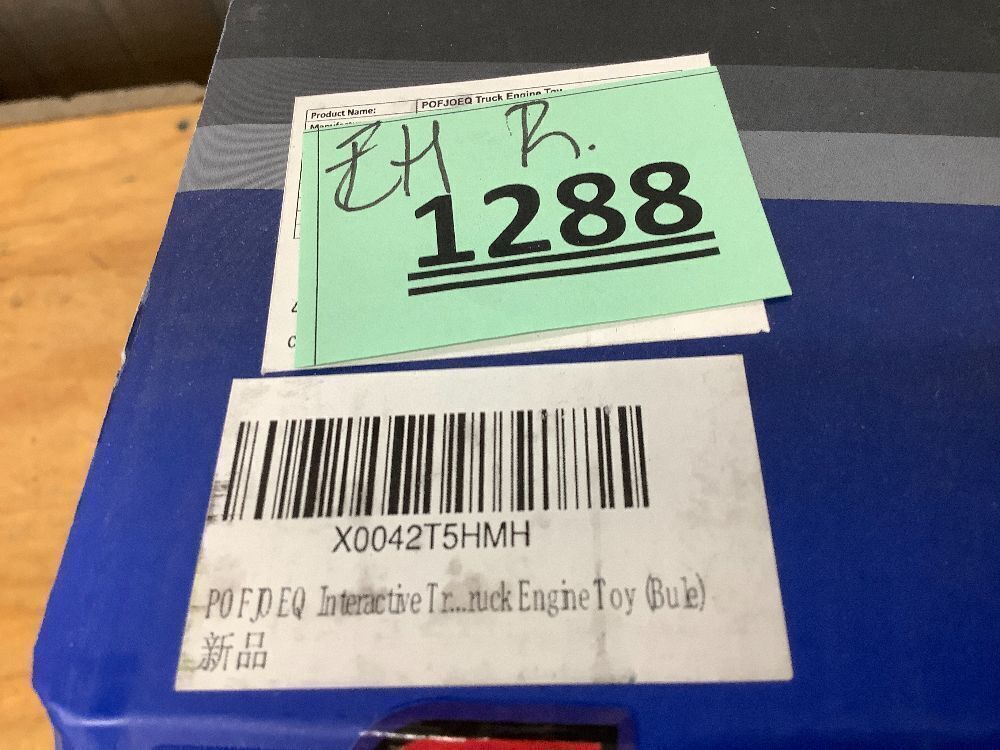 Product Name: POFJOEQ Truck Engine Toy
EH R.
1288
X0042T5HMH
POFJOEQ Interactive Tr...ruck Engine Toy (Bule)
新品